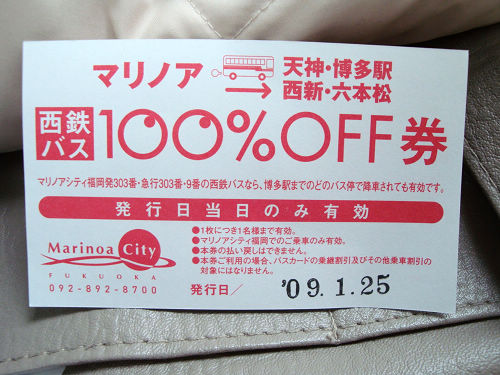 マリノア
天神・博多駅
西新・六本松
西鉄
バス
100%OFF券
マリノアシティ福岡発303番・急行303番・9番の西鉄バスなら、博多駅までのどのバス停で降車されても有効です。
発行日当日のみ有効
●1枚につき1名様まで有効。
●マリノアシティ福岡でのご乗車のみ有効。
●本券の払い戻しはできません。
●本券ご利用の場合、バスカードの乗継割引及びその他乗車割引の
対象にはなりません。
Marinoa City
FUKUOKA
092-892-8700
発行日/
'09.1.25